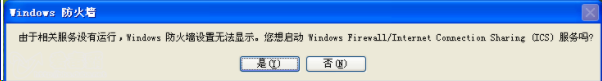 Windows 防火墙
由于相关服务没有运行，Windows 防火墙设置无法显示。您想启动 Windows Firewall/Internet Connection Sharing (ICS) 服务吗?
是(Y) 否(N)